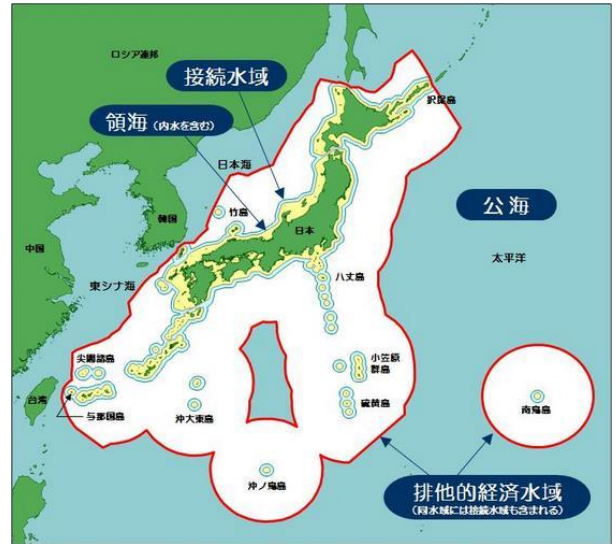 ロシア連邦
接続水域
択捉島
領海(内水を含む)
日本海
竹島
公海
韓国
日本
中国
太平洋
東シナ海
八丈島
尖閣諸島
小笠原
群島
台湾
硫黄島
沖大東島
南鳥島
与那国島
沖ノ鳥島
排他的経済水域
(同水域には接続水域も含まれる)